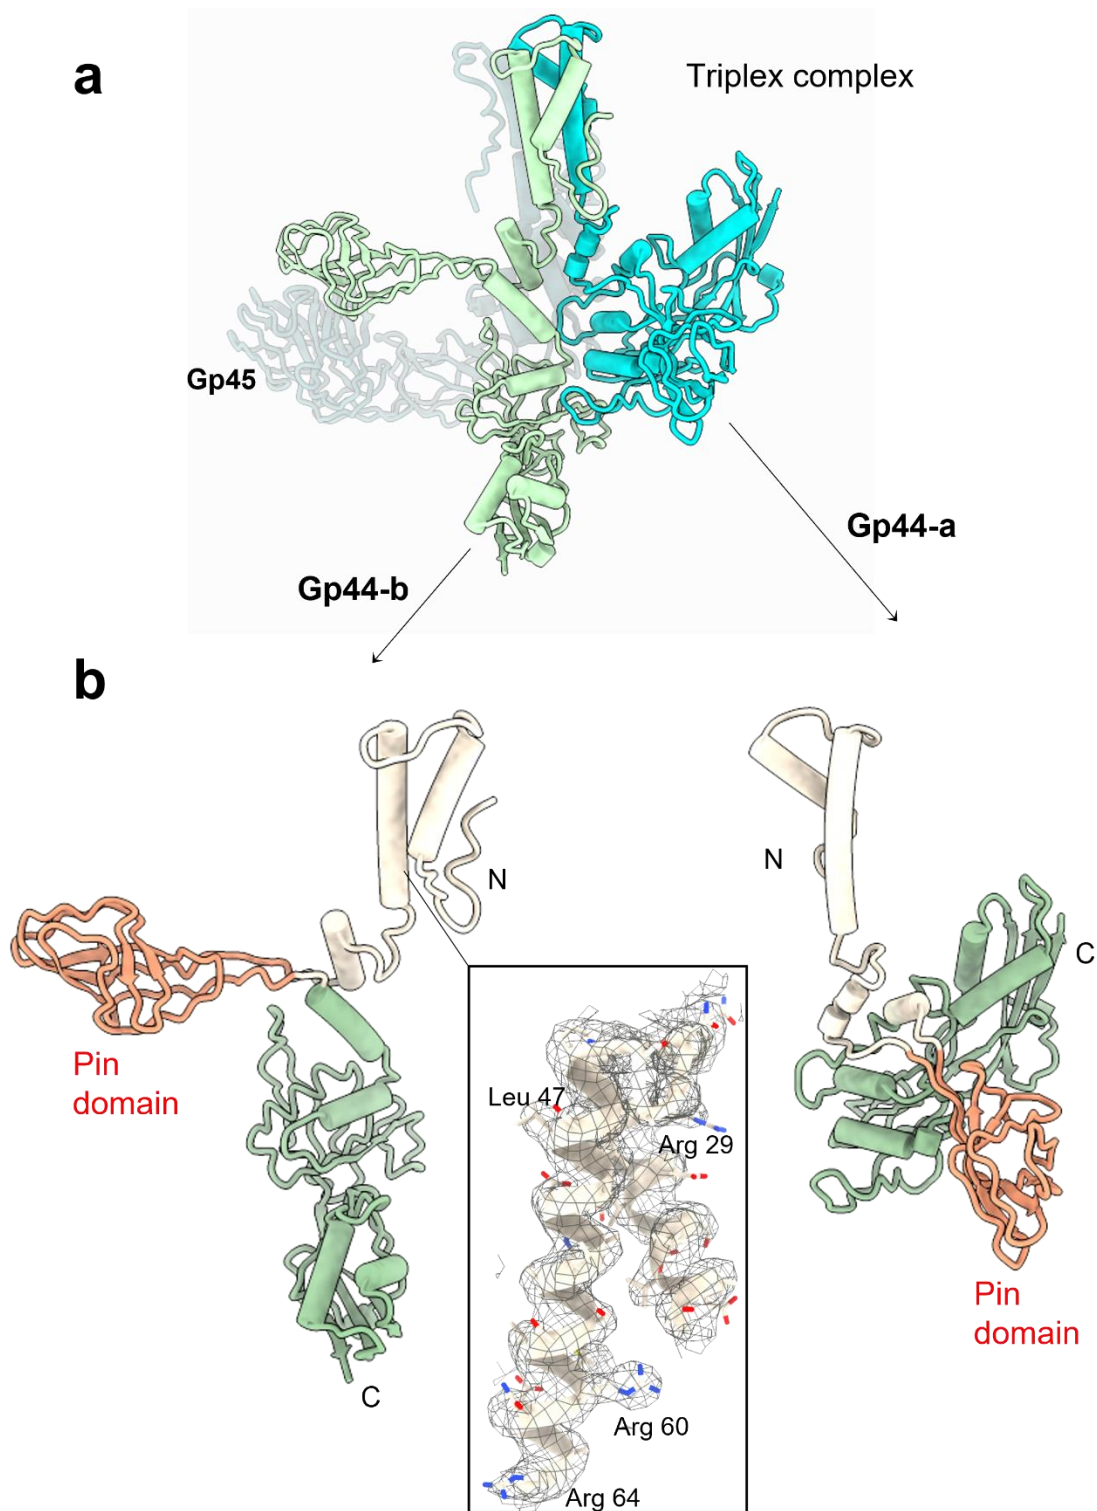 a
Triplex complex
Gp45
Gp44-a
Gp44-b
b
N
N
C
Pin
domain
Leu 47
Arg 29
Pin
domain
C
Arg 60
Arg 64